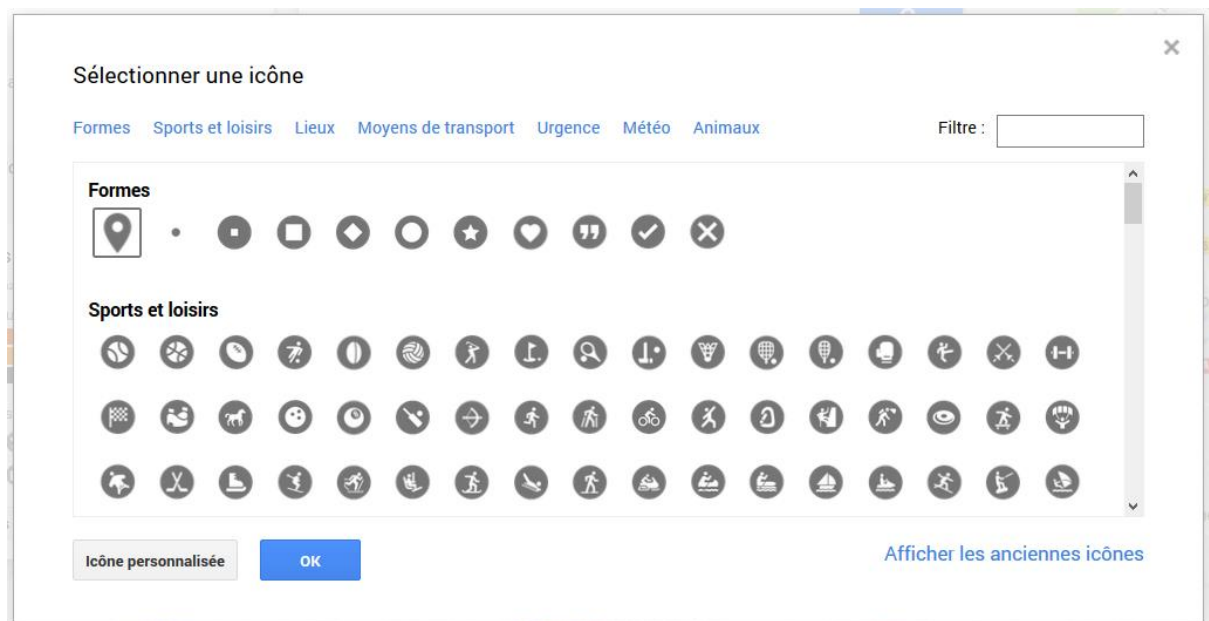 Sélectionner une icône
Formes Sports et loisirs Lieux Moyens de transport Urgence Météo Animaux Filtre :
Formes
Sports et loisirs
Icône personnalisée OK Afficher les anciennes icônes